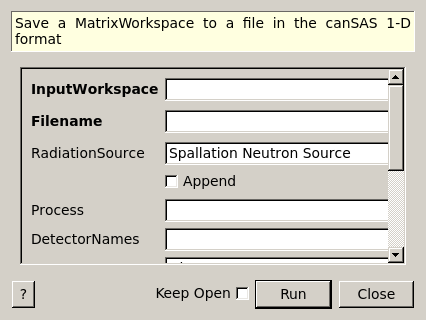 Save a MatrixWorkspace to a file in the canSAS 1-D
format
InputWorkspace
Filename
RadiationSource Spallation Neutron Source
Append
Process
DetectorNames
? Keep Open Run Close